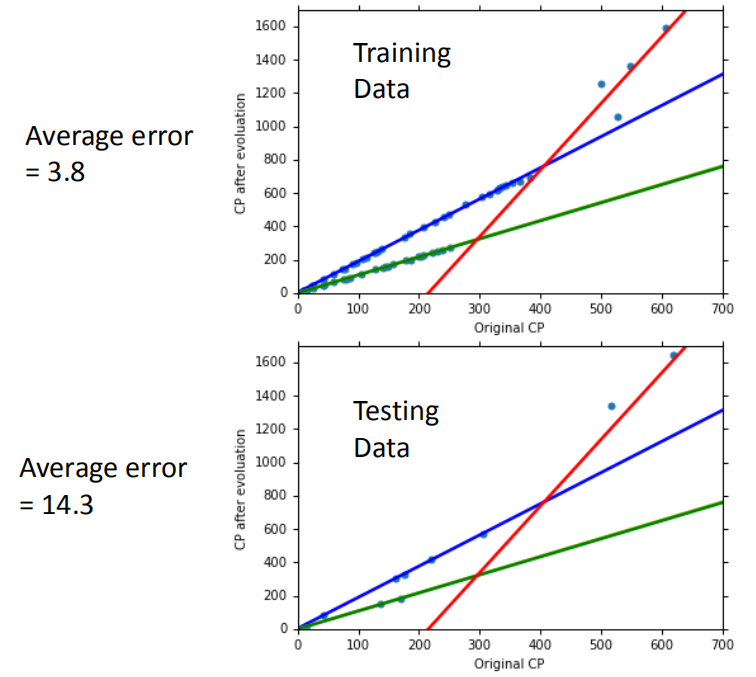 1600
1400
1200
1000
800
600
400
200
0
CP after evoluation
Training
Data
Average error
= 3.8
0 100 200 300 400 500 600 700
Original CP
1600
1400
1200
1000
800
600
400
200
0
CP after evoluation
Testing
Data
Average error
= 14.3
0 100 200 300 400 500 600 700
Original CP